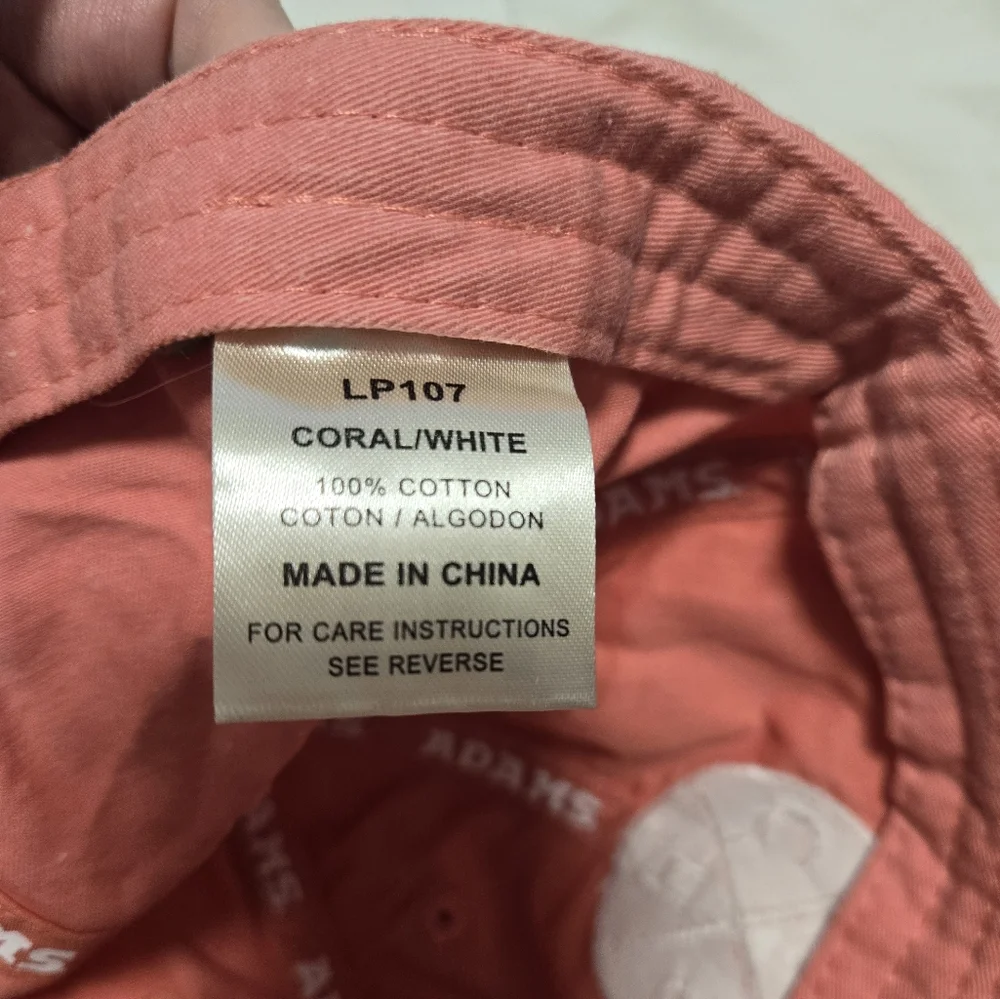 LP107
CORAL/WHITE
100% COTTON
COTON / ALGODON
MADE IN CHINA
FOR CARE INSTRUCTIONS
SEE REVERSE
ADAMS
ADAMS